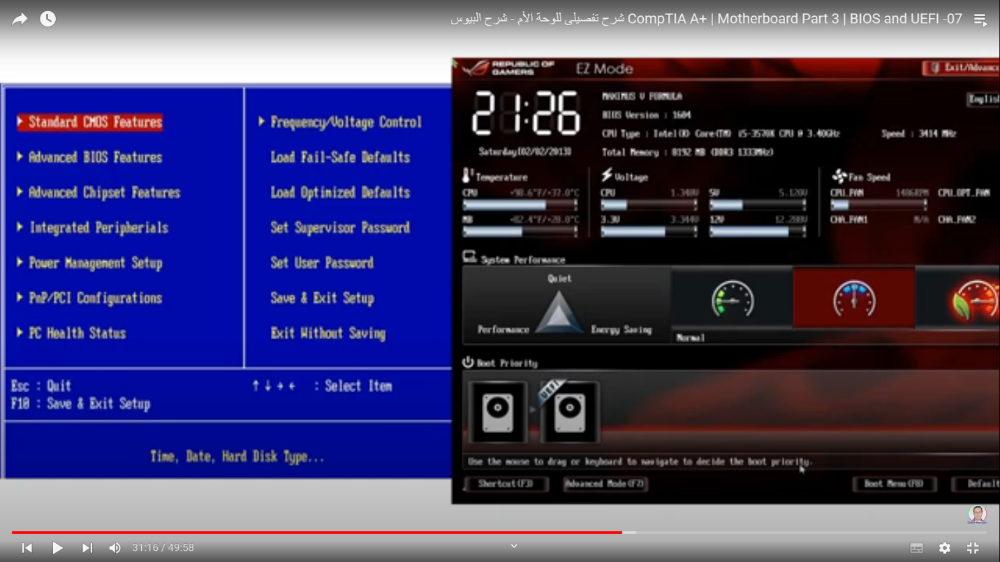 07- CompTIA A+ | Motherboard Part 3 | BIOS and UEFI شرح تفصيلى للوحة الأم - شرح البيوس
Standard CMOS Features
Advanced BIOS Features
Advanced Chipset Features
Integrated Peripherials
Power Management Setup
PnP/PCI Configurations
PC Health Status
Frequency/Voltage Control
Load Fail-Safe Defaults
Load Optimized Defaults
Set Supervisor Password
Set User Password
Save & Exit Setup
Exit Without Saving
Esc : Quit
F10 : Save & Exit Setup
↑ ↓ → ← : Select Item
Time, Date, Hard Disk Type...
REPUBLIC OF
GAMERS
EZ Mode
Exit/Advanc
21:26
Saturday[02/02/2013]
MAXIMUS V FORMULA
BIOS Version : 1604
CPU Type : Intel(R) Core(TM) i5-3570K CPU @ 3.40GHz
Speed : 3414 MHz
Total Memory : 8192 MB (DDR3 1333MHz)
English
Temperature
CPU +98.6°F/+37.0°C
MB +82.4°F/+28.0°C
Voltage
CPU 1.348V 5V 5.120V
3.3V 3.344V 12V 12.288V
Fan Speed
CPU_FAN 1486RPM CPU_OPT_FAN
CHA_FAN1 N/A CHA_FAN2
System Performance
Quiet
Performance
Energy Saving
Normal
Boot Priority
UEFI
Use the mouse to drag or keyboard to navigate to decide the boot priority.
Shortcut(F3)
Advanced Mode(F7)
Boot Menu(F8)
Default
31:16 / 49:58